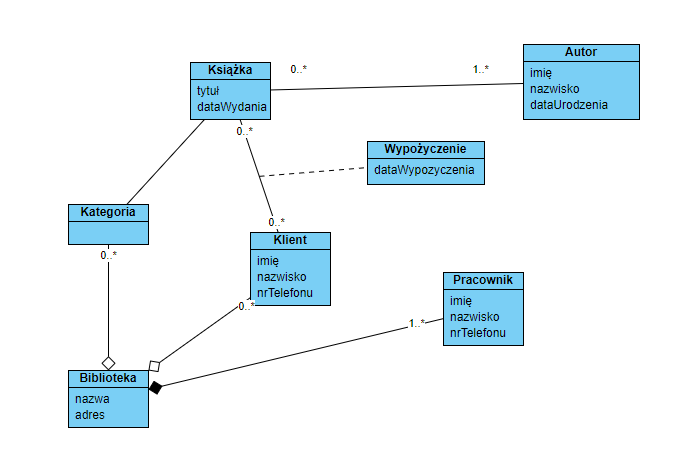 Autor
imię
nazwisko
dataUrodzenia
Książka
tytuł
dataWydania
0..*
1..*
0..*
Wypożyczenie
dataWypozyczenia
Kategoria
0..*
0..*
Klient
imię
nazwisko
nrTelefonu
0..*
Pracownik
imię
nazwisko
nrTelefonu
1..*
Biblioteka
nazwa
adres